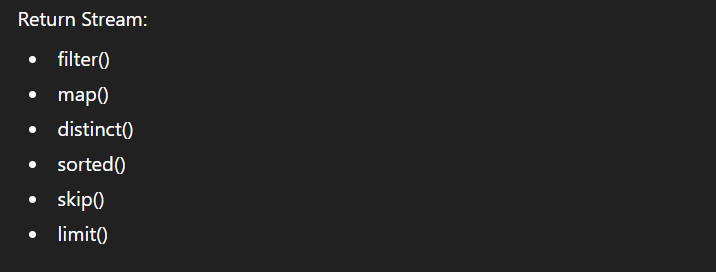 Return Stream:
• filter()
• map()
• distinct()
• sorted()
• skip()
• limit()